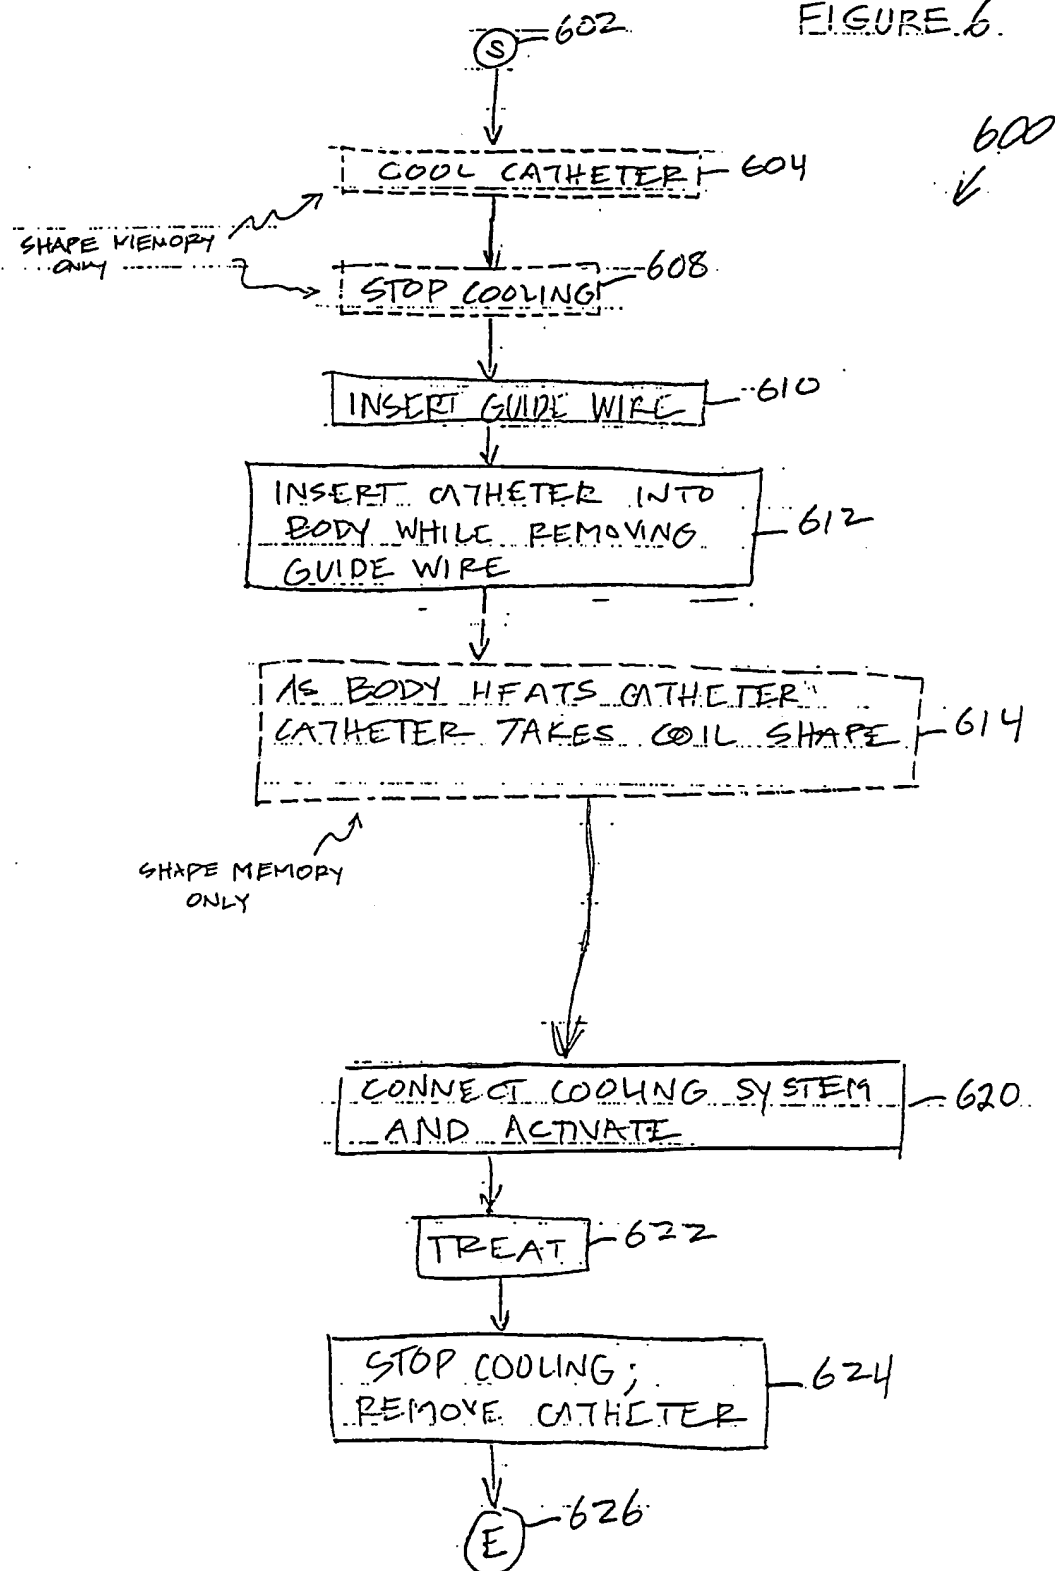 FIGURE 6.
S 602
600
COOL CATHETER 604
SHAPE MEMORY
ONLY
STOP COOLING 608
INSERT GUIDE WIRE 610
INSERT CATHETER INTO
BODY WHILE REMOVING
GUIDE WIRE
612
AS BODY HEATS CATHETER
CATHETER TAKES COIL SHAPE
614
SHAPE MEMORY
ONLY
CONNECT COOLING SYSTEM
AND ACTIVATE
620
TREAT 622
STOP COOLING;
REMOVE CATHETER
624
E 626